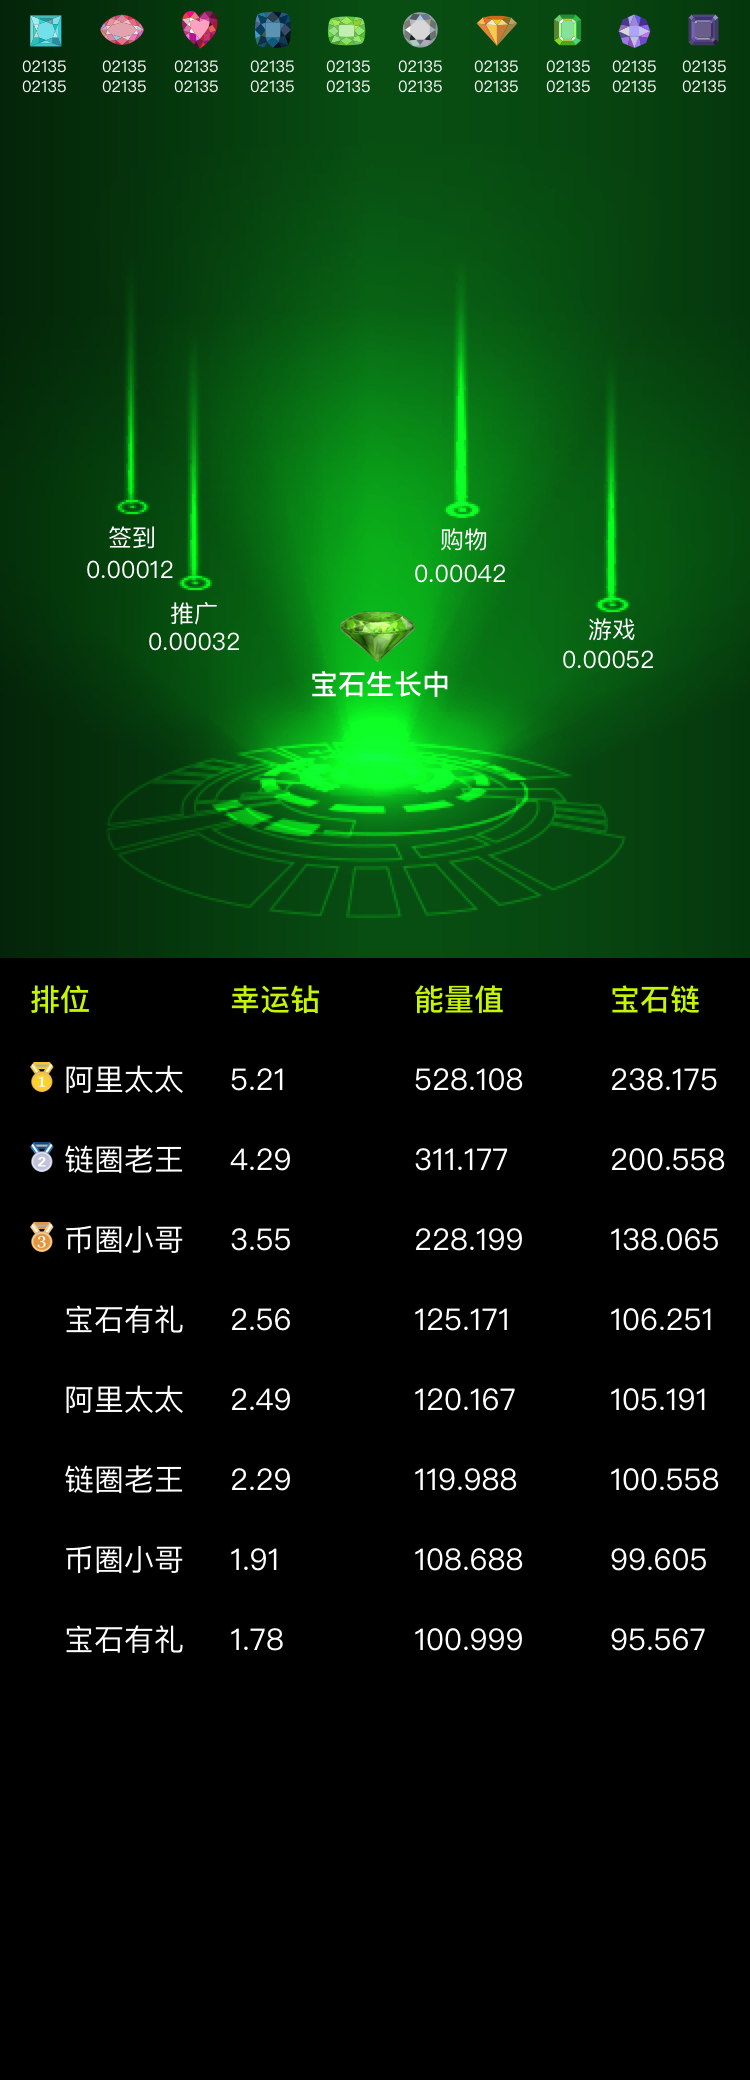 02135 02135 02135 02135 02135 02135 02135 02135 02135 02135
02135 02135 02135 02135 02135 02135 02135 02135 02135 02135
签到
0.00012
购物
0.00042
推广
0.00032
游戏
0.00052
宝石生长中
排位 幸运钻 能量值 宝石链
1 阿里太太 5.21 528.108 238.175
2 链圈老王 4.29 311.177 200.558
3 币圈小哥 3.55 228.199 138.065
宝石有礼 2.56 125.171 106.251
阿里太太 2.49 120.167 105.191
链圈老王 2.29 119.988 100.558
币圈小哥 1.91 108.688 99.605
宝石有礼 1.78 100.999 95.567